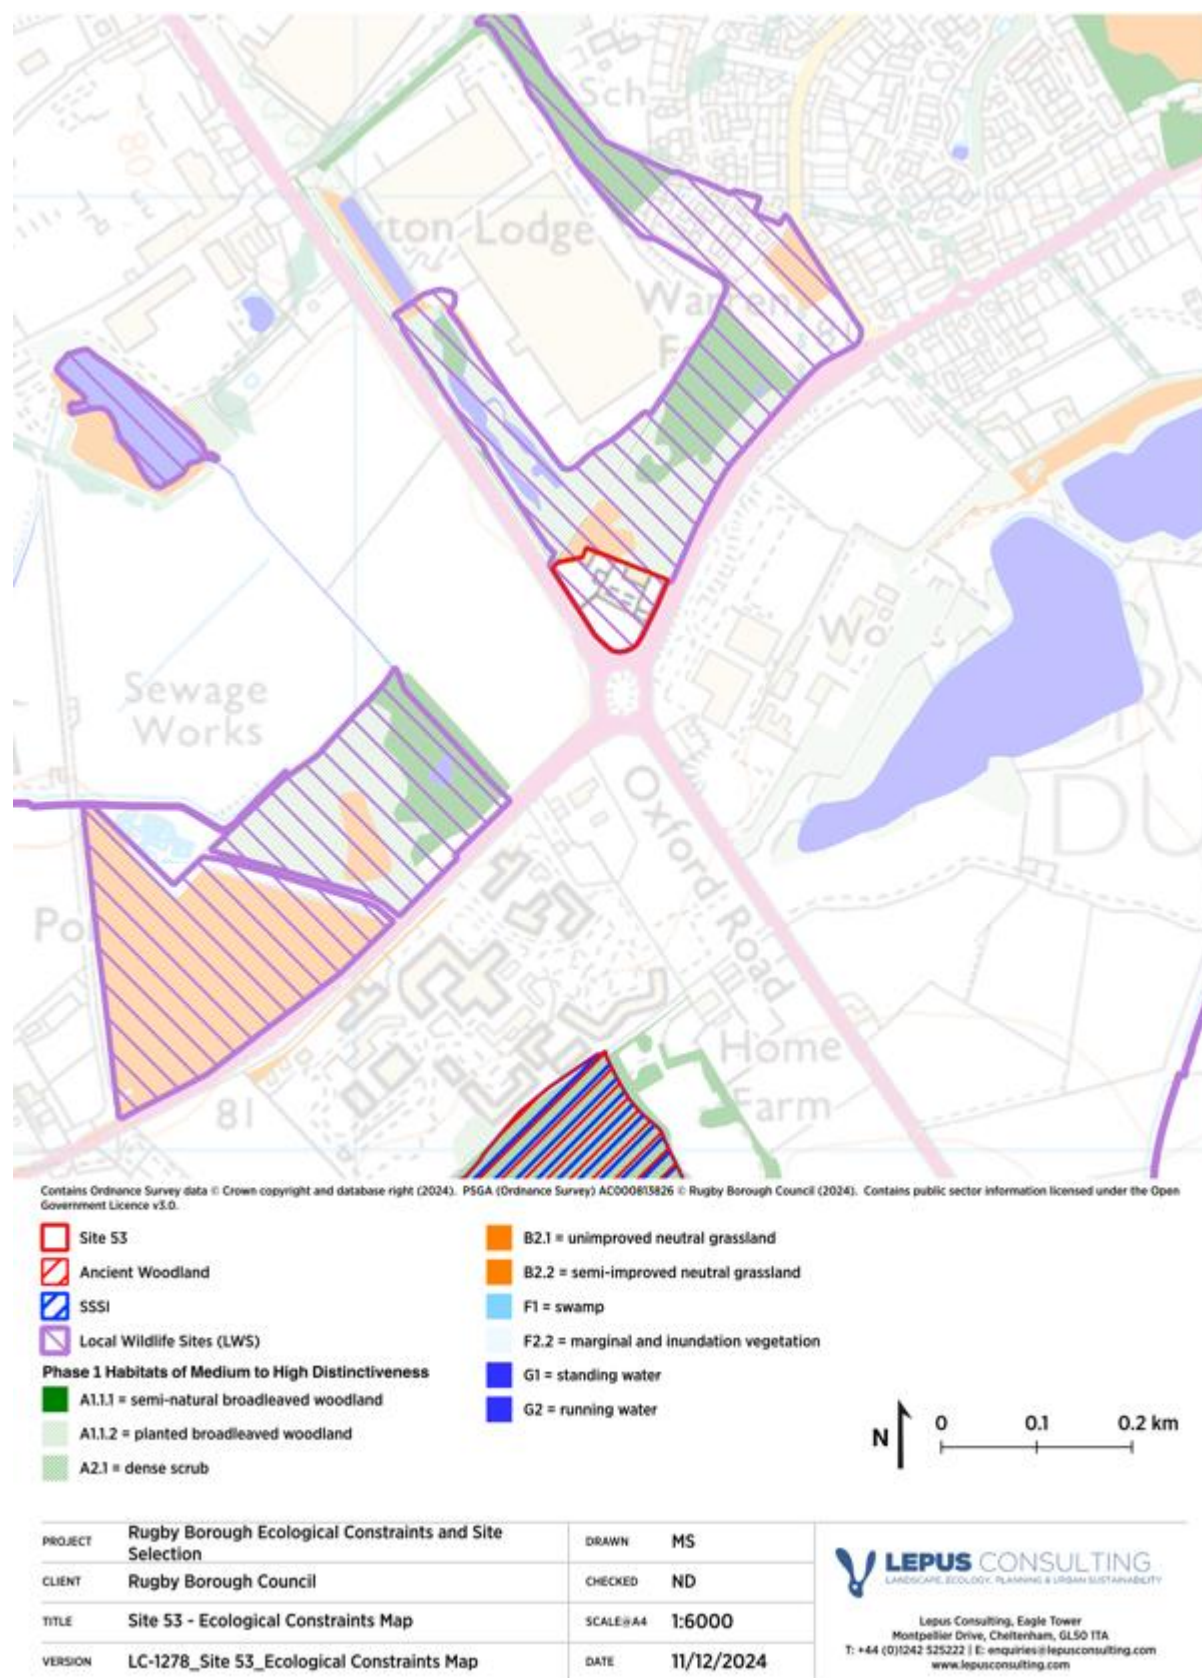 Sch
80
ton Lodge
Warren
F
81
Wo
Sewage
Works
Oxford Road
DU
Po
Home
Farm
81
Contains Ordnance Survey data © Crown copyright and database right (2024). PSGA (Ordnance Survey) AC000813826 © Rugby Borough Council (2024). Contains public sector information licensed under the Open
Government Licence v3.0.
Site 53
Ancient Woodland
SSSI
Local Wildlife Sites (LWS)
Phase 1 Habitats of Medium to High Distinctiveness
A1.1.1 = semi-natural broadleaved woodland
A1.1.2 = planted broadleaved woodland
A2.1 = dense scrub
B2.1 = unimproved neutral grassland
B2.2 = semi-improved neutral grassland
F1 = swamp
F2.2 = marginal and inundation vegetation
G1 = standing water
G2 = running water
N
0 0.1 0.2 km
PROJECT Rugby Borough Ecological Constraints and Site
Selection
CLIENT Rugby Borough Council
TITLE Site 53 - Ecological Constraints Map
VERSION LC-1278_Site 53_Ecological Constraints Map
DRAWN MS
CHECKED ND
SCALE@A4 1:6000
DATE 11/12/2024
LEPUS CONSULTING
LANDSCAPE, ECOLOGY, PLANNING & URBAN SUSTAINABILITY
Lepus Consulting, Eagle Tower
Montpellier Drive, Cheltenham, GL50 1TA
T: +44 (0)1242 525222 | E: enquiries@lepusconsulting.com
www.lepusconsulting.com